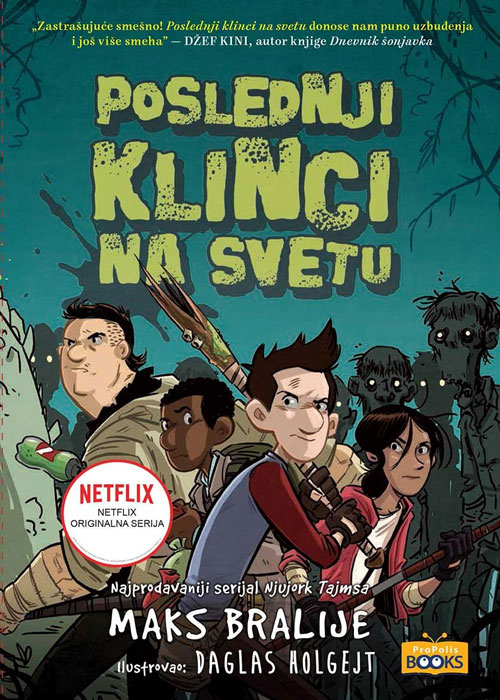 „Zastrašujuće smešno! Poslednji klinci na svetu donose nam puno uzbuđenja
i još više smeha” — DŽEF KINI, autor knjige Dnevnik šonjavka
POSLEDNJI
KLINCI
NA SVETU
NETFLIX
NETFLIX
ORIGINALNA SERIJA
Najprodavaniji serijal Njujork Tajmsa
MAKS BRALIJE
Ilustrovao: DAGLAS HOLGEJT
ProPolis
BOOKS